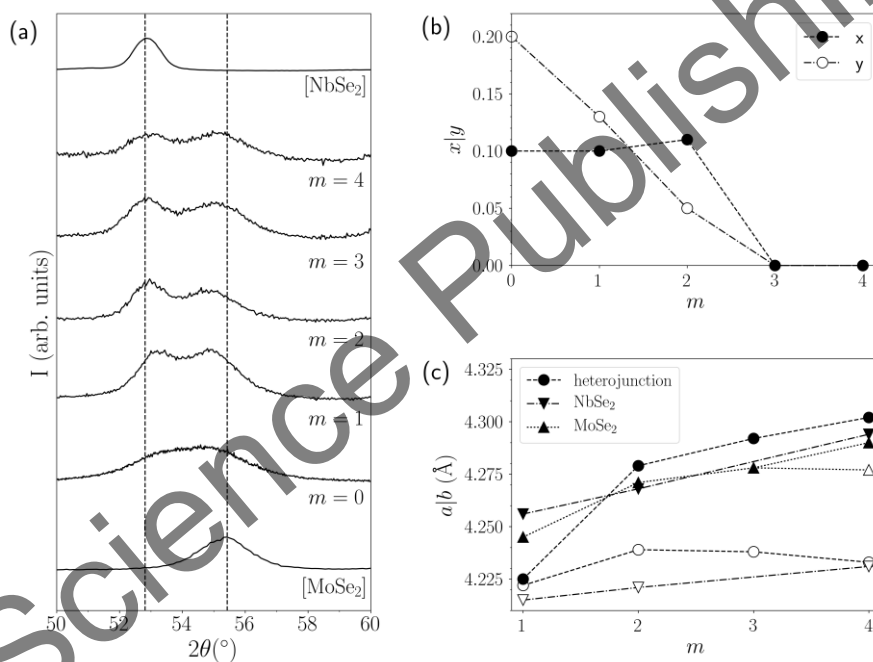 (a)
[NbSe₂]
m = 4
m = 3
m = 2
m = 1
m = 0
[MoSe₂]
I (arb. units)
50 52 54 56 58 60
2θ(°)
(b)
x
y
0.20
0.15
0.10
0.05
0.00
x|y
0 1 2 3 4
m
(c)
heterojunction
NbSe₂
MoSe₂
4.325
4.300
4.275
4.250
4.225
a|b (Å)
1 2 3 4
m
Science Publishin